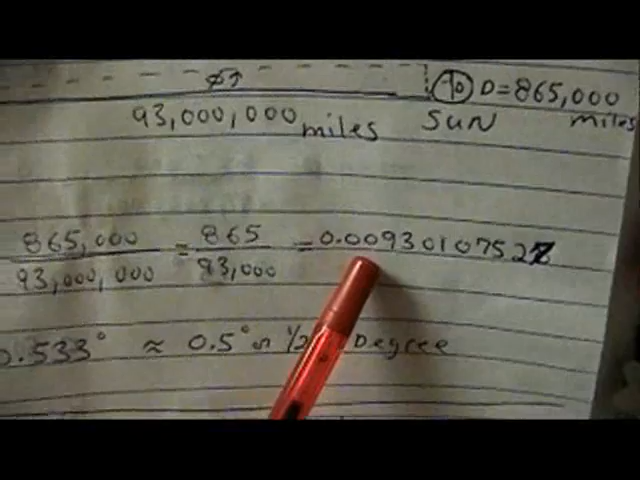 D=865,000
93,000,000 miles SUN miles
865,000 / 93,000,000 = 865 / 93,000 = 0.00930107527
0.533° ≈ 0.5° or 1/2 Degree